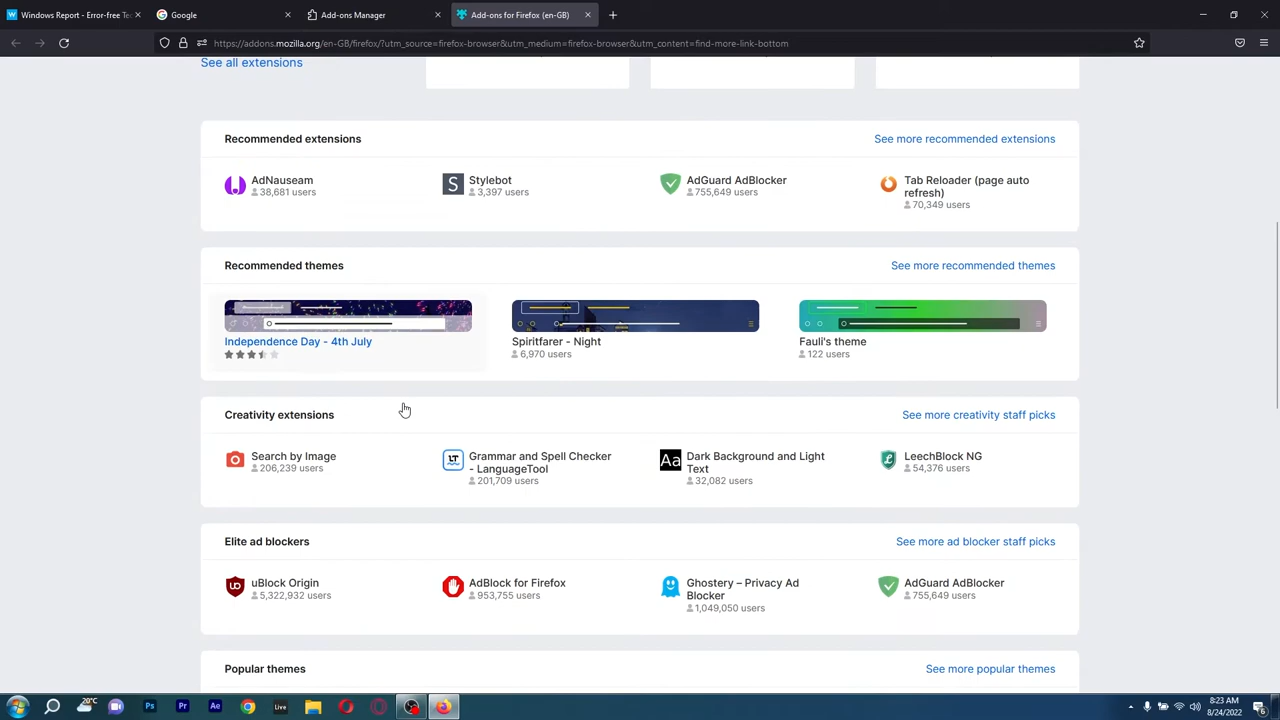 Windows Report - Error-free Te
Google
Add-ons Manager
Add-ons for Firefox (en-GB)
https://addons.mozilla.org/en-GB/firefox/?utm_source=firefox-browser&utm_medium=firefox-browser&utm_content=find-more-link-bottom
See all extensions
Recommended extensions
See more recommended extensions
AdNauseam
38,681 users
Stylebot
3,397 users
AdGuard AdBlocker
755,649 users
Tab Reloader (page auto
refresh)
70,349 users
Recommended themes
See more recommended themes
Independence Day - 4th July
Spiritfarer - Night
6,970 users
Fauli's theme
122 users
Creativity extensions
See more creativity staff picks
Search by Image
206,239 users
LT
Grammar and Spell Checker
- LanguageTool
201,709 users
Aa
Dark Background and Light
Text
32,082 users
LeechBlock NG
54,376 users
Elite ad blockers
See more ad blocker staff picks
uBlock Origin
5,322,932 users
AdBlock for Firefox
953,755 users
Ghostery – Privacy Ad
Blocker
1,049,050 users
AdGuard AdBlocker
755,649 users
Popular themes
See more popular themes
20°C
Ps
Pr
Ae
Live
8:23 AM
8/24/2022
6